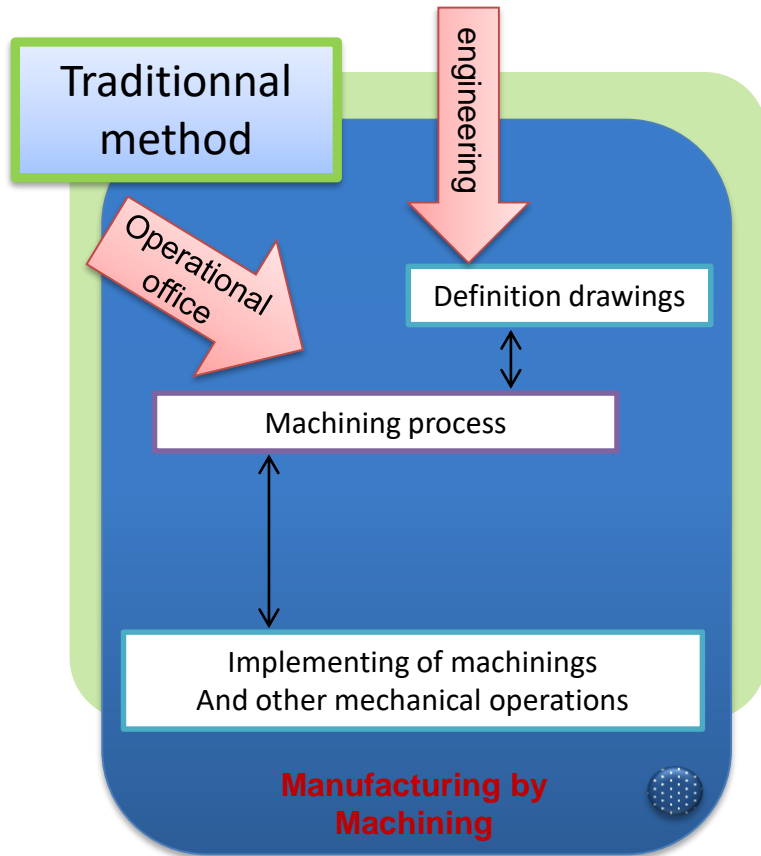 Traditionnal
method
engineering
Operational
office
Definition drawings
Machining process
Implementing of machinings
And other mechanical operations
Manufacturing by
Machining